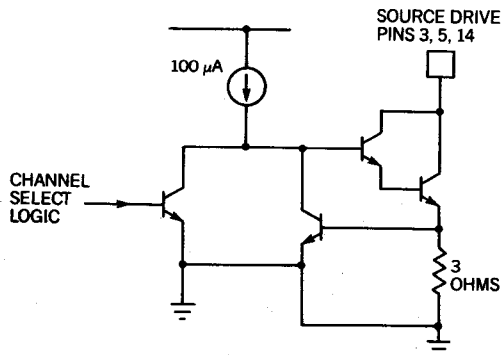 SOURCE DRIVE
PINS 3, 5, 14
100 µA
CHANNEL
SELECT
LOGIC
3
OHMS